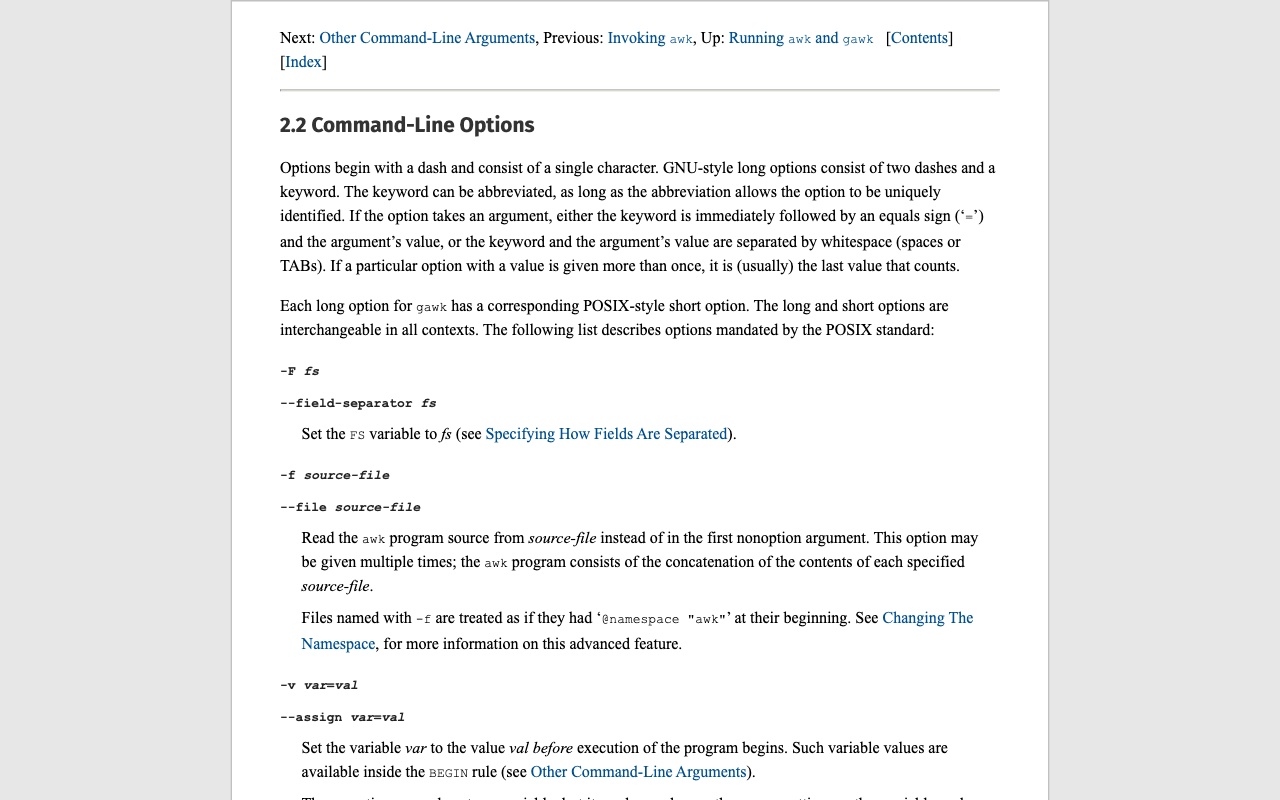 Next: Other Command-Line Arguments, Previous: Invoking awk, Up: Running awk and gawk [Contents]
[Index]
2.2 Command-Line Options
Options begin with a dash and consist of a single character. GNU-style long options consist of two dashes and a
keyword. The keyword can be abbreviated, as long as the abbreviation allows the option to be uniquely
identified. If the option takes an argument, either the keyword is immediately followed by an equals sign (‘=’)
and the argument’s value, or the keyword and the argument’s value are separated by whitespace (spaces or
TABs). If a particular option with a value is given more than once, it is (usually) the last value that counts.
Each long option for gawk has a corresponding POSIX-style short option. The long and short options are
interchangeable in all contexts. The following list describes options mandated by the POSIX standard:
-F fs
--field-separator fs
Set the FS variable to fs (see Specifying How Fields Are Separated).
-f source-file
--file source-file
Read the awk program source from source-file instead of in the first nonoption argument. This option may
be given multiple times; the awk program consists of the concatenation of the contents of each specified
source-file.
Files named with -f are treated as if they had ‘@namespace "awk"’ at their beginning. See Changing The
Namespace, for more information on this advanced feature.
-v var=val
--assign var=val
Set the variable var to the value val before execution of the program begins. Such variable values are
available inside the BEGIN rule (see Other Command-Line Arguments).